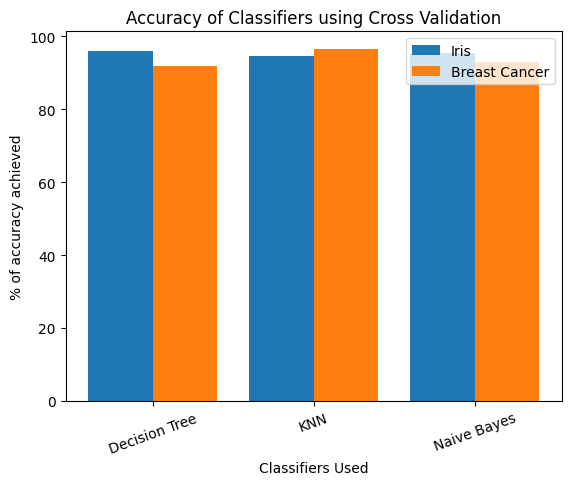 Accuracy of Classifiers using Cross Validation
Iris
Breast Cancer
% of accuracy achieved
100
80
60
40
20
0
Decision Tree
KNN
Naive Bayes
Classifiers Used